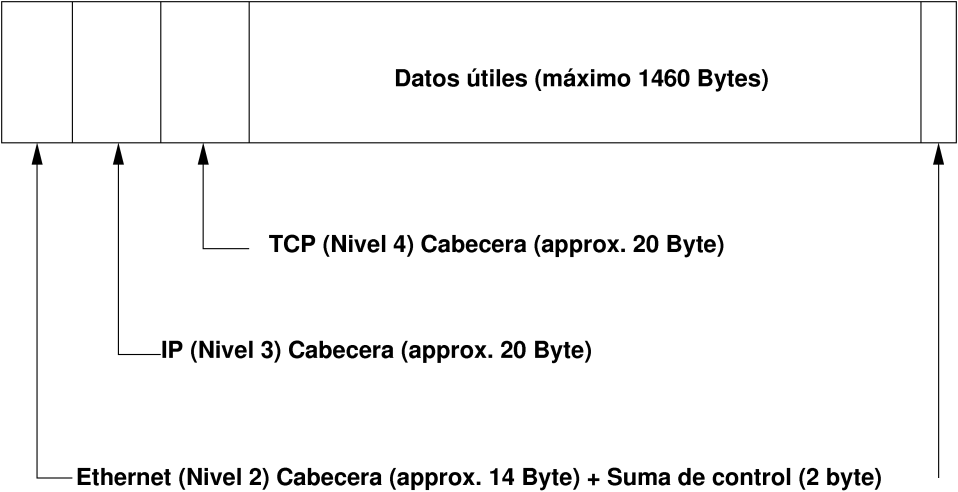 Datos útiles (máximo 1460 Bytes)
TCP (Nivel 4) Cabecera (approx. 20 Byte)
IP (Nivel 3) Cabecera (approx. 20 Byte)
Ethernet (Nivel 2) Cabecera (approx. 14 Byte) + Suma de control (2 byte)